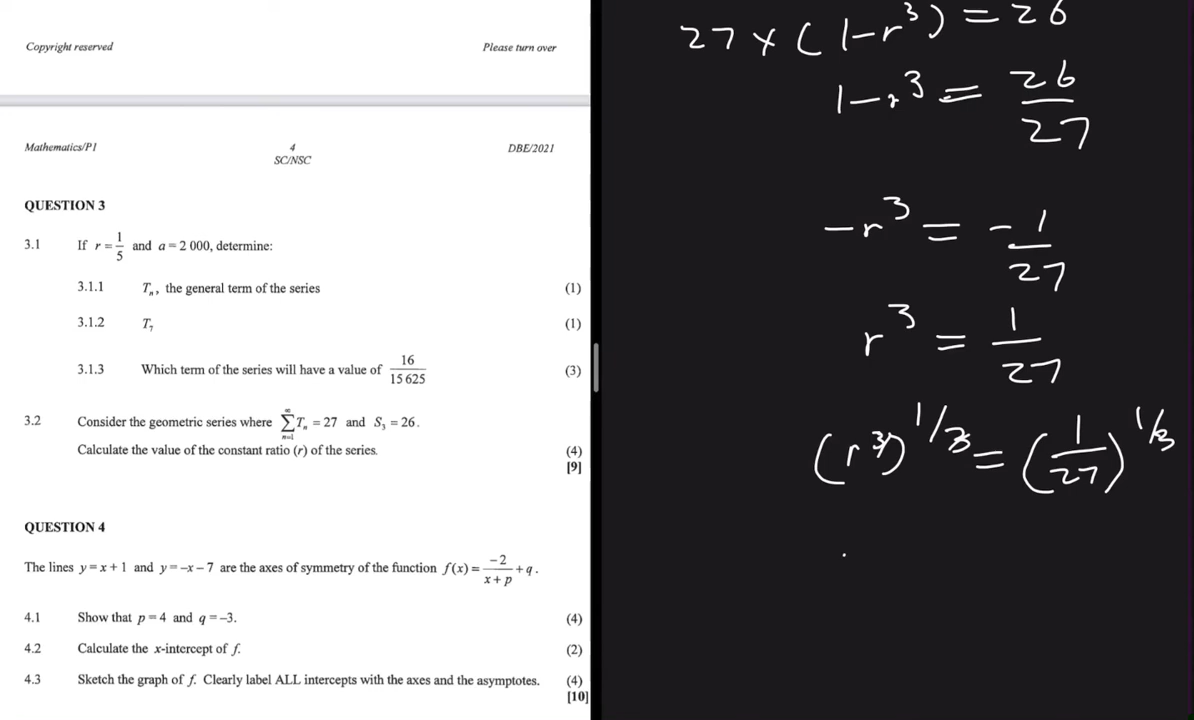 Copyright reserved
Please turn over
Mathematics/P1
4
SC/NSC
DBE/2021
QUESTION 3
3.1 If r = 1/5 and a = 2 000, determine:
3.1.1 Tₙ, the general term of the series (1)
3.1.2 T₇ (1)
3.1.3 Which term of the series will have a value of 16/15 625 (3)
3.2 Consider the geometric series where ∑_{n=1}^{∞} Tₙ = 27 and S₃ = 26.
Calculate the value of the constant ratio (r) of the series. (4)
[9]
QUESTION 4
The lines y = x + 1 and y = –x – 7 are the axes of symmetry of the function f(x) = –2/(x + p) + q.
4.1 Show that p = 4 and q = –3. (4)
4.2 Calculate the x-intercept of f. (2)
4.3 Sketch the graph of f. Clearly label ALL intercepts with the axes and the asymptotes. (4)
[10]
27 × (1 – r³) = 26
1 – r³ = 26/27
– r³ = – 1/27
r³ = 1/27
(r³)^1/3 = (1/27)^1/3